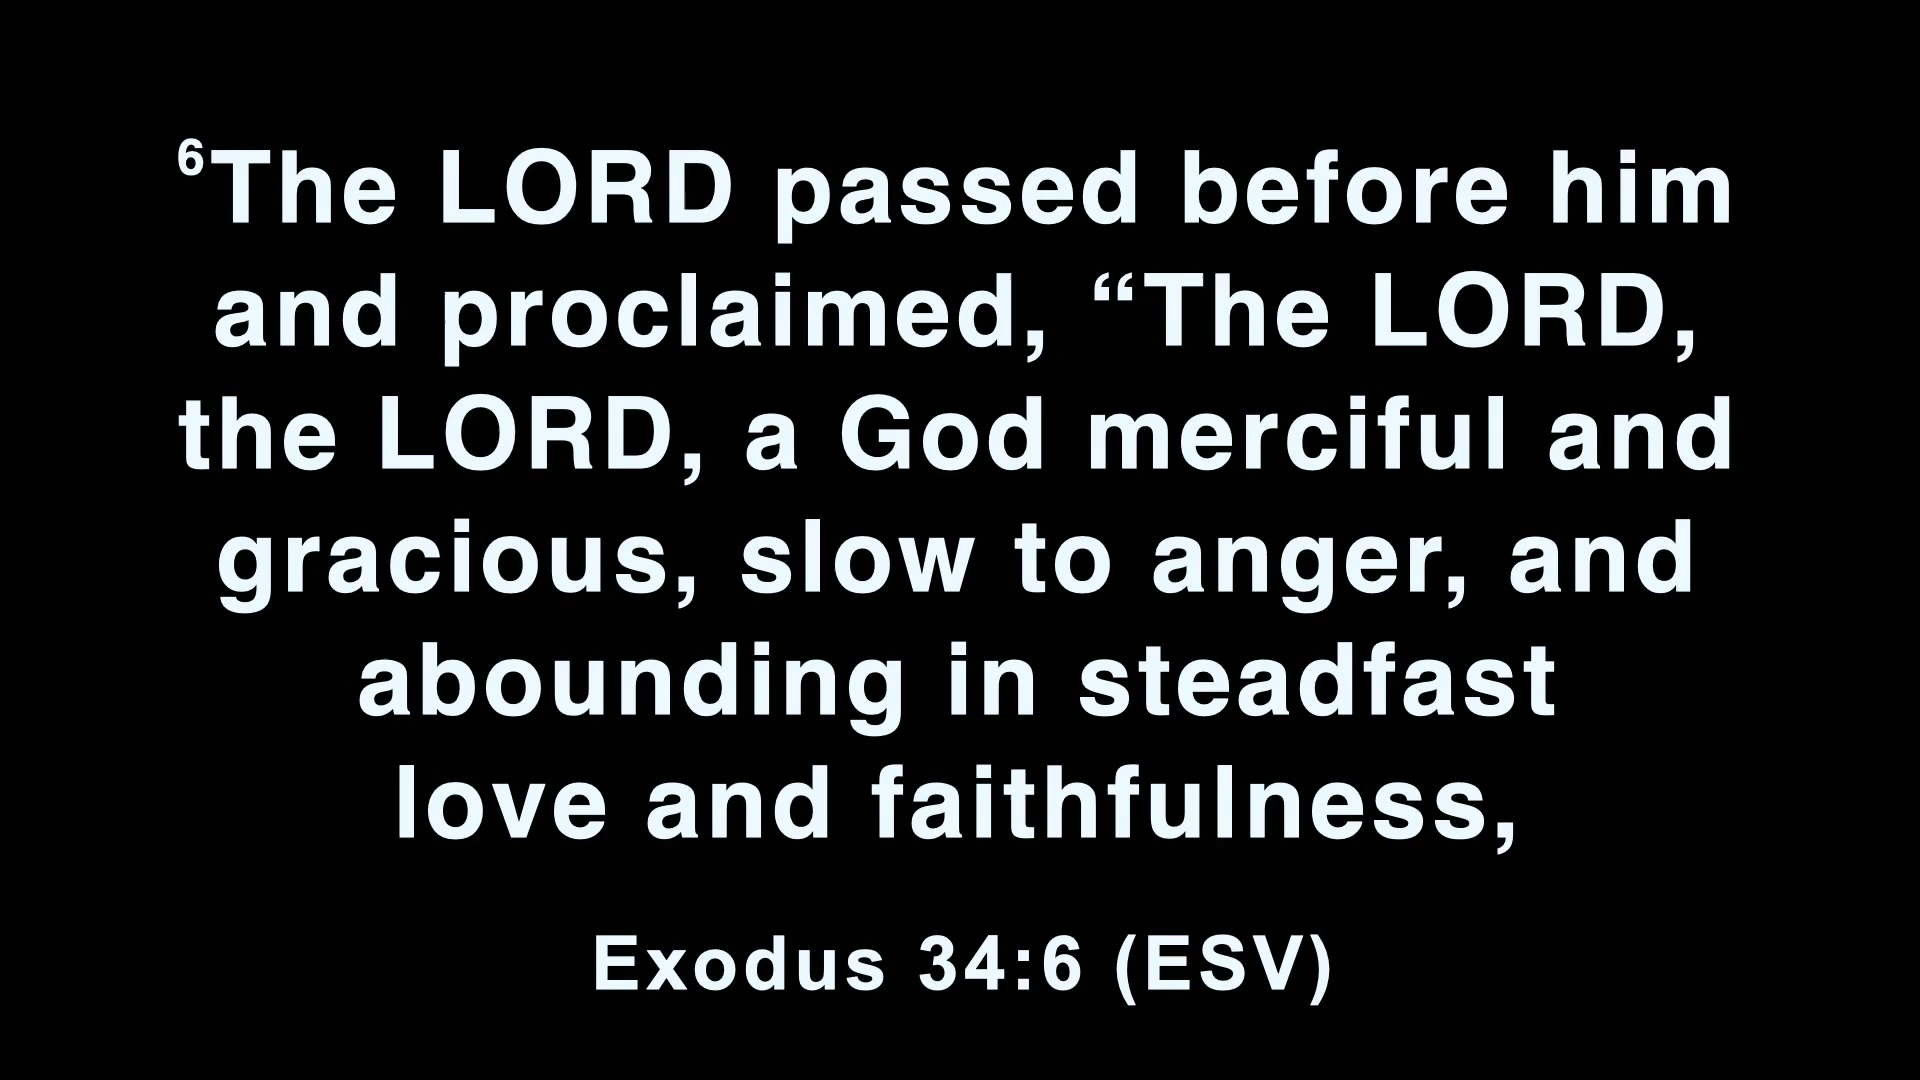 ⁶The LORD passed before him
and proclaimed, “The LORD,
the LORD, a God merciful and
gracious, slow to anger, and
abounding in steadfast
love and faithfulness,
Exodus 34:6 (ESV)